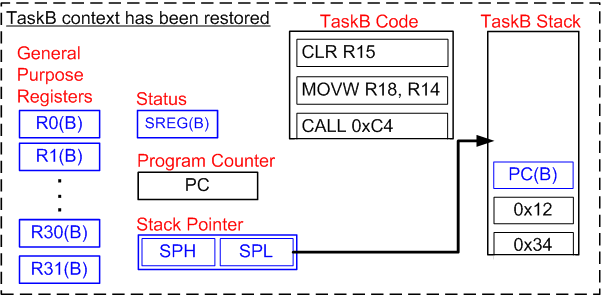 TaskB context has been restored
General
Purpose
Registers
R0(B)
R1(B)
R30(B)
R31(B)
Status
SREG(B)
Program Counter
PC
Stack Pointer
SPH SPL
TaskB Code
CLR R15
MOVW R18, R14
CALL 0xC4
TaskB Stack
PC(B)
0x12
0x34